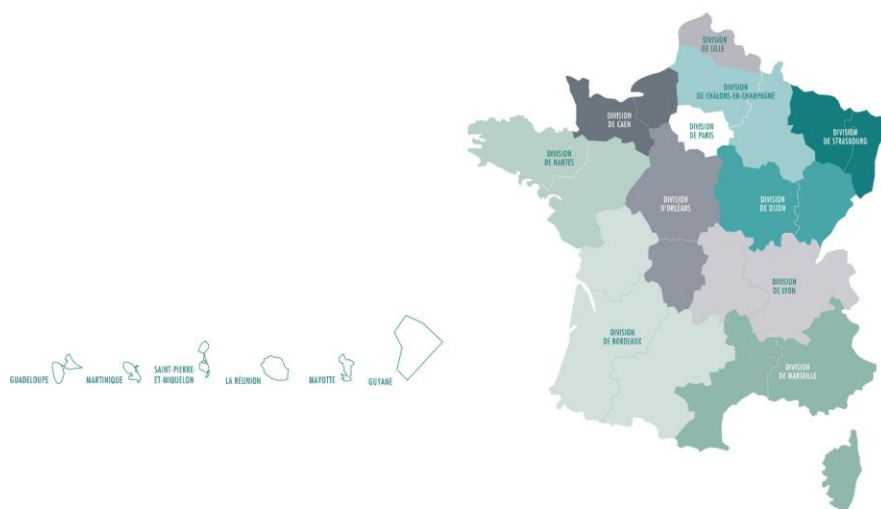 DIVISION
DE LILLE
DIVISION
DE CHÂLONS-EN-CHAMPAGNE
DIVISION
DE CAEN
DIVISION
DE PARIS
DIVISION
DE STRASBOURG
DIVISION
DE NANTES
DIVISION
D'ORLÉANS
DIVISION
DE DIJON
DIVISION
DE LYON
DIVISION
DE BORDEAUX
DIVISION
DE MARSEILLE
GUADELOUPE
MARTINIQUE
SAINT-PIERRE-
ET-MIQUELON
LA RÉUNION
MAYOTTE
GUYANE